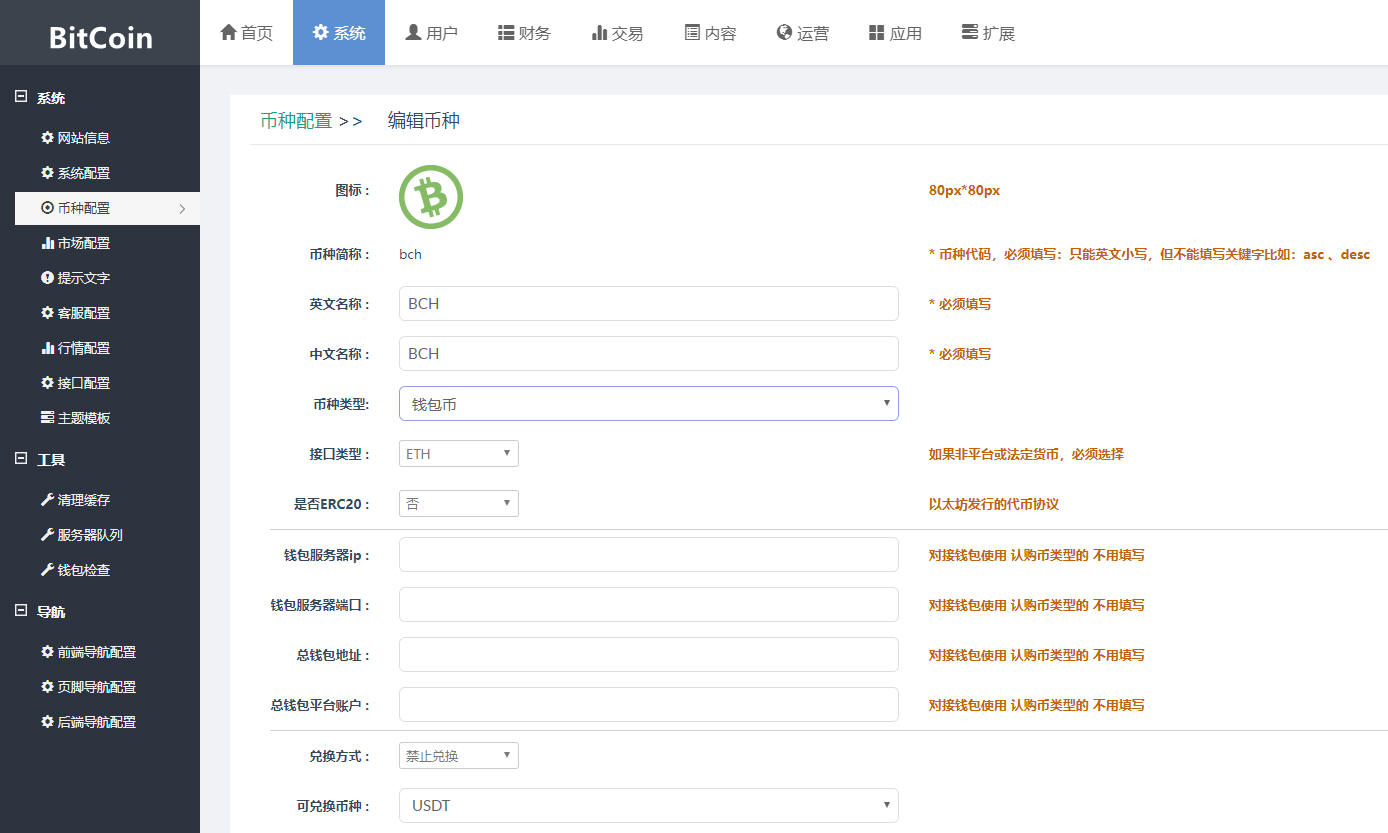 BitCoin
首页 系统 用户 财务 交易 内容 运营 应用 扩展
系统
网站信息
系统配置
币种配置
市场配置
提示文字
客服配置
行情配置
接口配置
主题模板
工具
清理缓存
服务器队列
钱包检查
导航
前端导航配置
页脚导航配置
后端导航配置
币种配置 >> 编辑币种
图标 : 80px*80px
币种简称 : bch * 币种代码，必须填写：只能英文小写，但不能填写关键字比如：asc 、desc
英文名称 : BCH * 必须填写
中文名称 : BCH * 必须填写
币种类型: 钱包币
接口类型 : ETH 如果非平台或法定货币，必须选择
是否ERC20 : 否 以太坊发行的代币协议
钱包服务器ip : 对接钱包使用 认购币类型的 不用填写
钱包服务器端口 : 对接钱包使用 认购币类型的 不用填写
总钱包地址 : 对接钱包使用 认购币类型的 不用填写
总钱包平台账户 : 对接钱包使用 认购币类型的 不用填写
兑换方式 : 禁止兑换
可兑换币种 : USDT